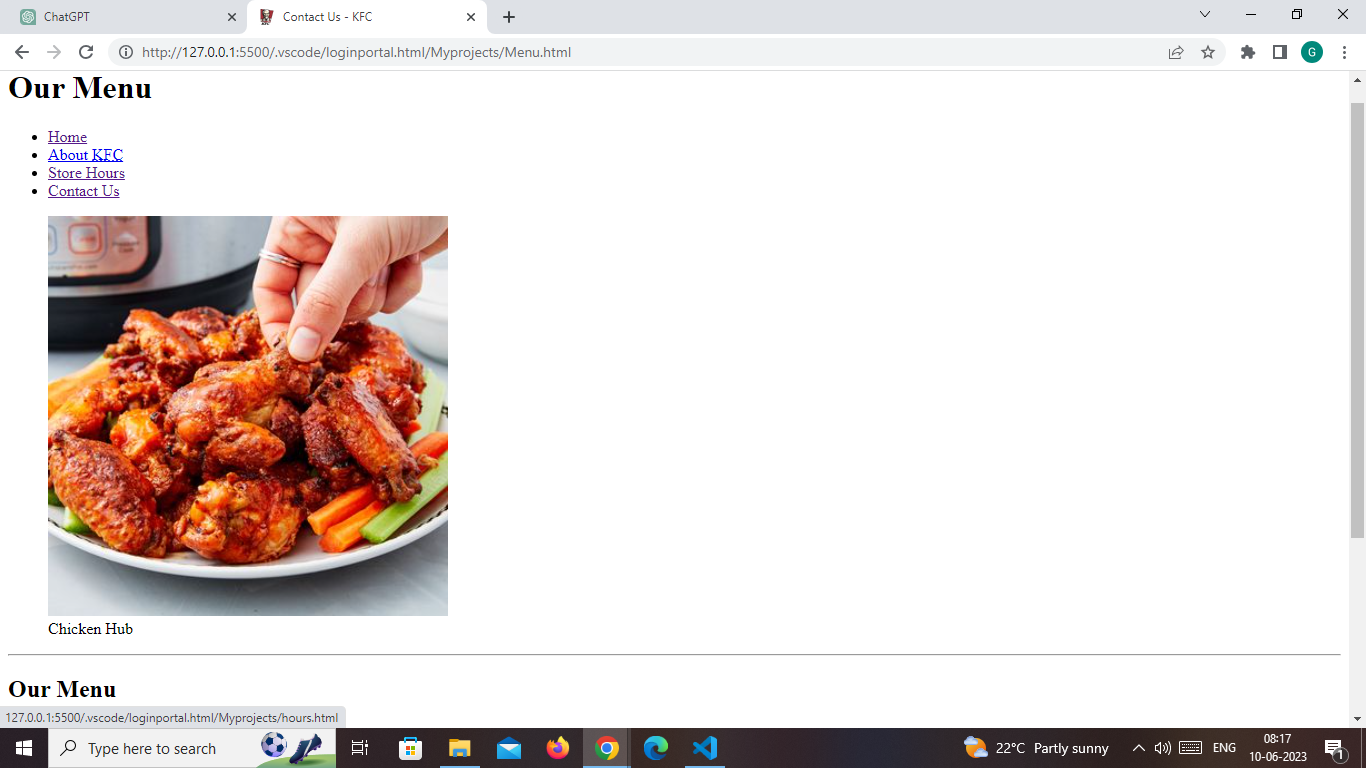 ChatGPT
Contact Us - KFC
http://127.0.0.1:5500/.vscode/loginportal.html/Myprojects/Menu.html
G
Our Menu
Home
About KFC
Store Hours
Contact Us
Chicken Hub
Our Menu
127.0.0.1:5500/.vscode/loginportal.html/Myprojects/hours.html
Type here to search
22°C Partly sunny
ENG
08:17
10-06-2023
1